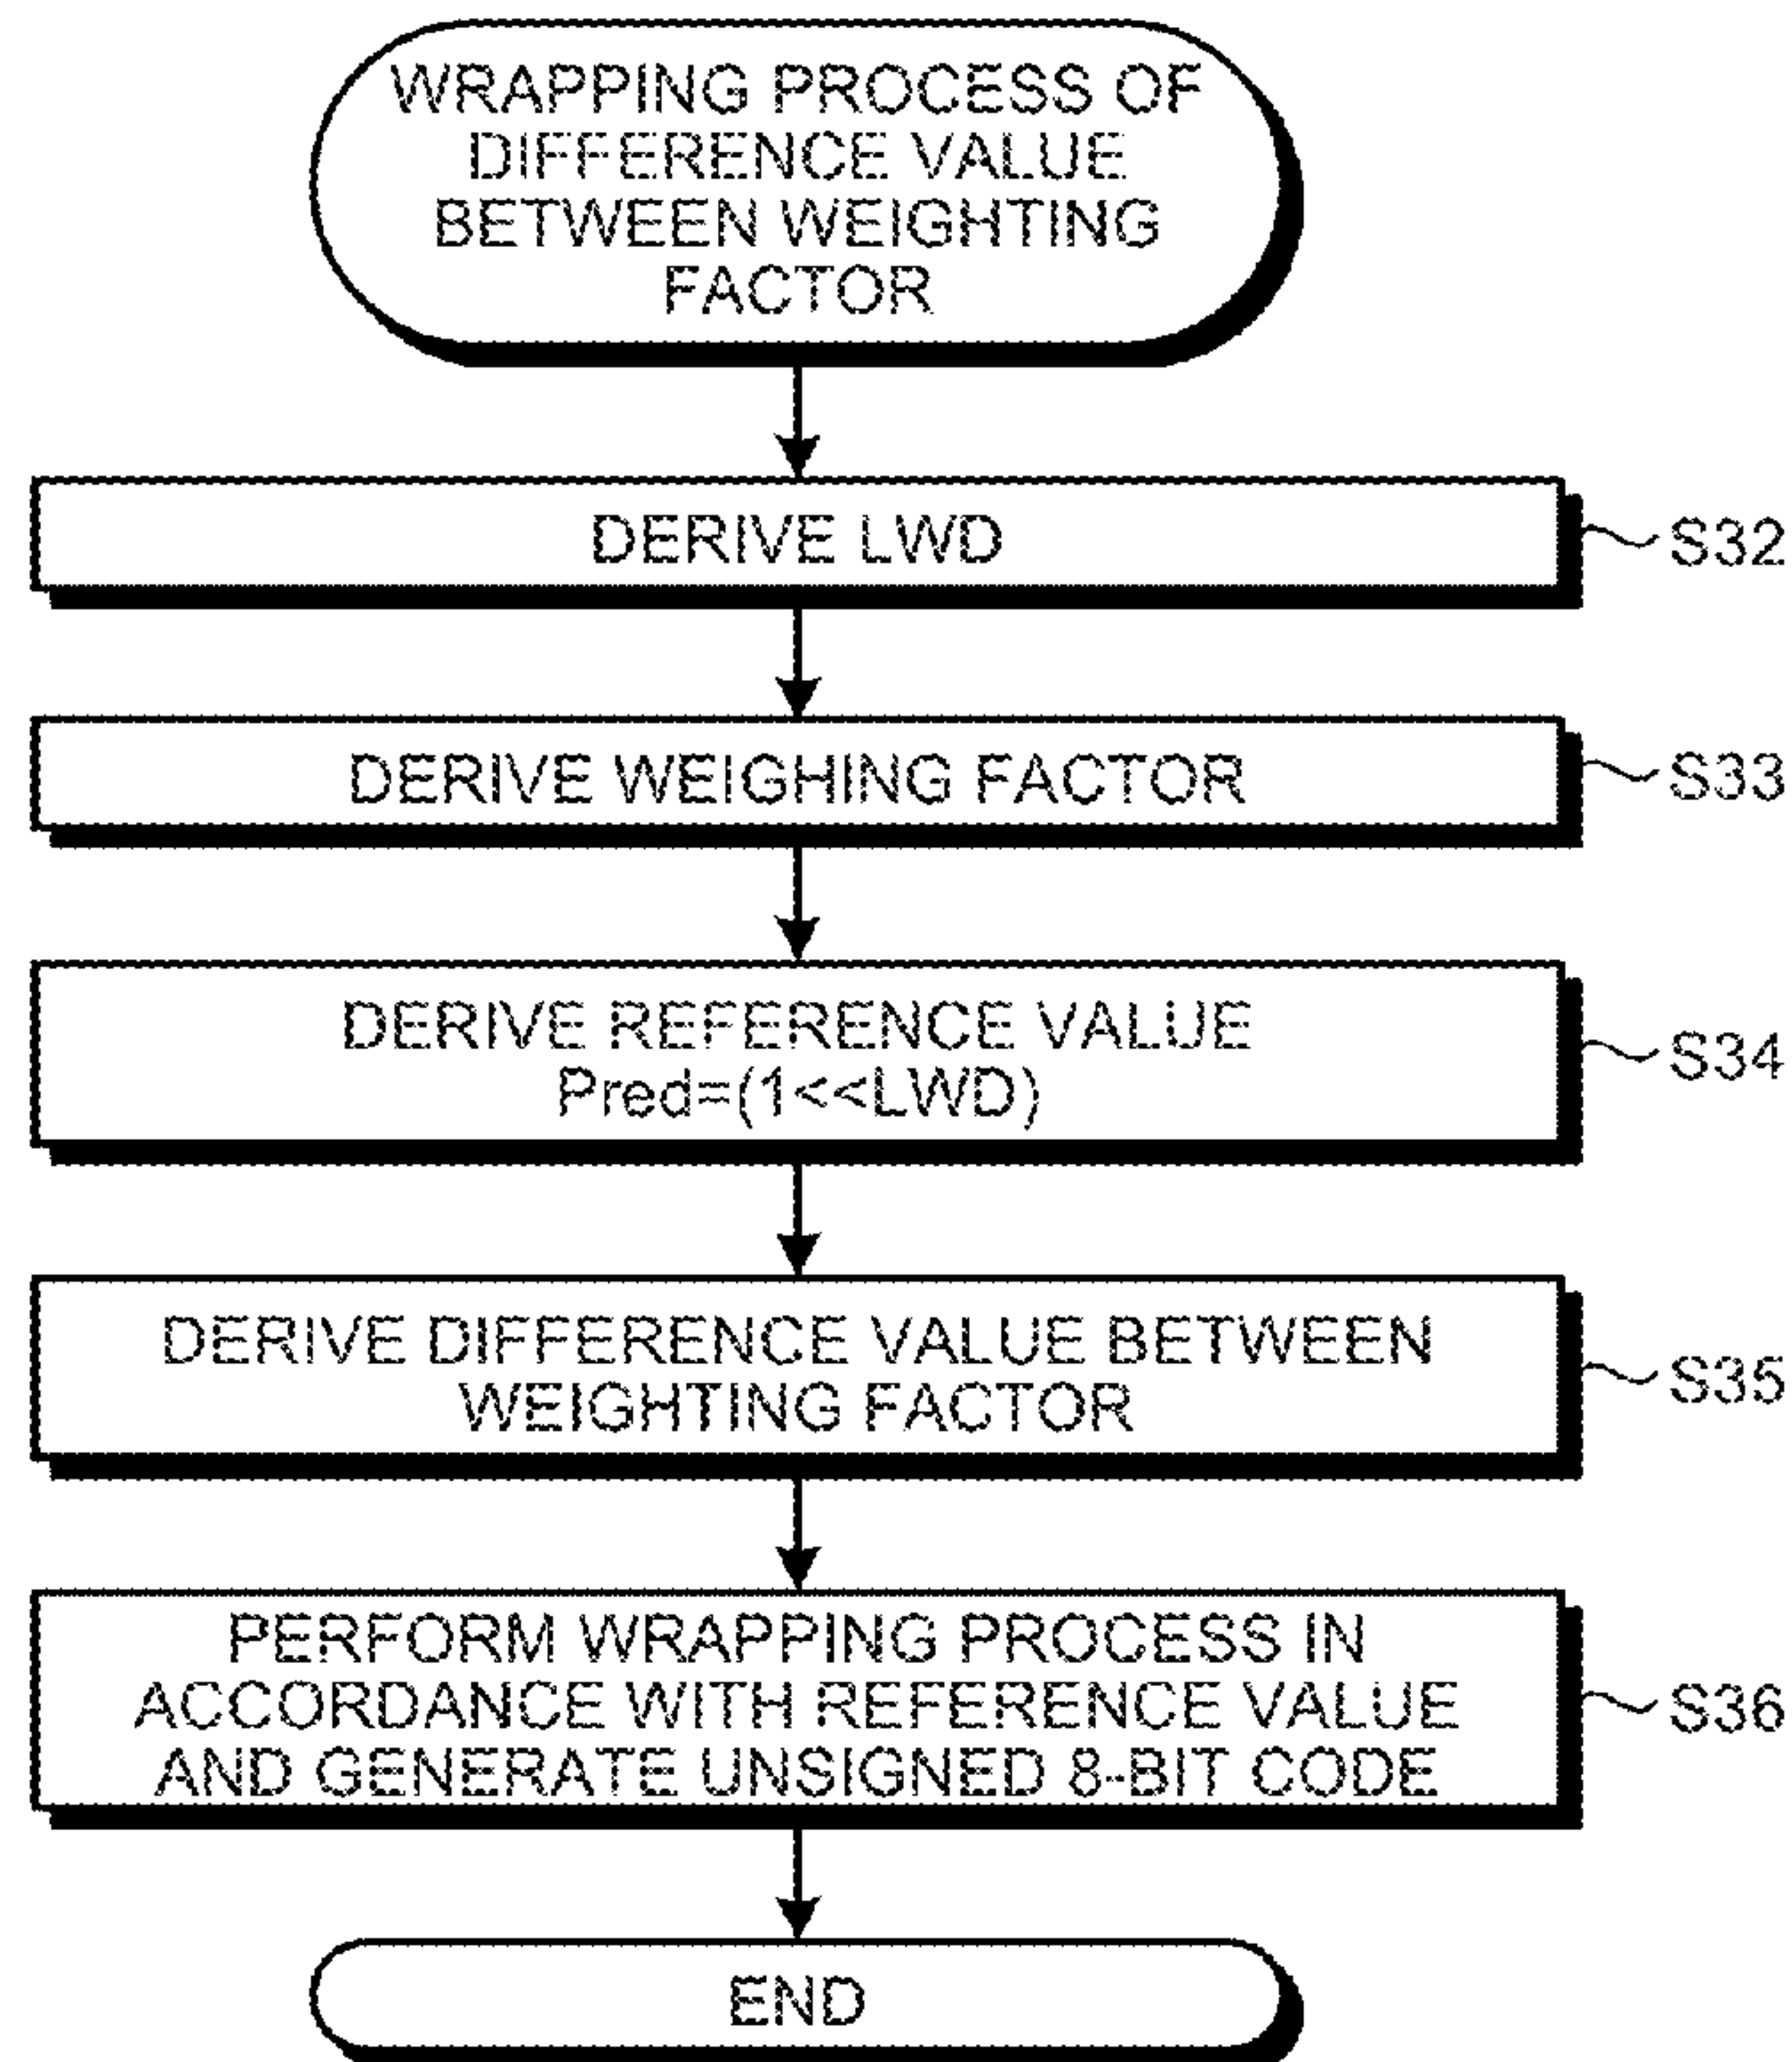 WRAPPING PROCESS OF
DIFFERENCE VALUE
BETWEEN WEIGHTING
FACTOR
DERIVE LWD
S32
DERIVE WEIGHING FACTOR
S33
DERIVE REFERENCE VALUE
Pred=(1<<LWD)
S34
DERIVE DIFFERENCE VALUE BETWEEN
WEIGHTING FACTOR
S35
PERFORM WRAPPING PROCESS IN
ACCORDANCE WITH REFERENCE VALUE
AND GENERATE UNSIGNED 8-BIT CODE
S36
END